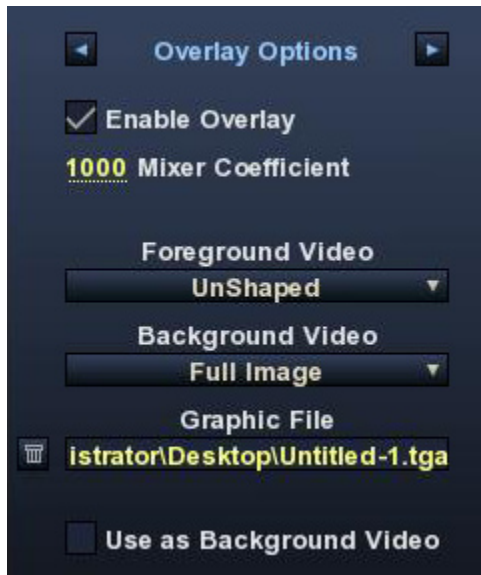 Overlay Options
Enable Overlay
1000 Mixer Coefficient
Foreground Video
UnShaped
Background Video
Full Image
Graphic File
istrator\Desktop\Untitled-1.tga
Use as Background Video